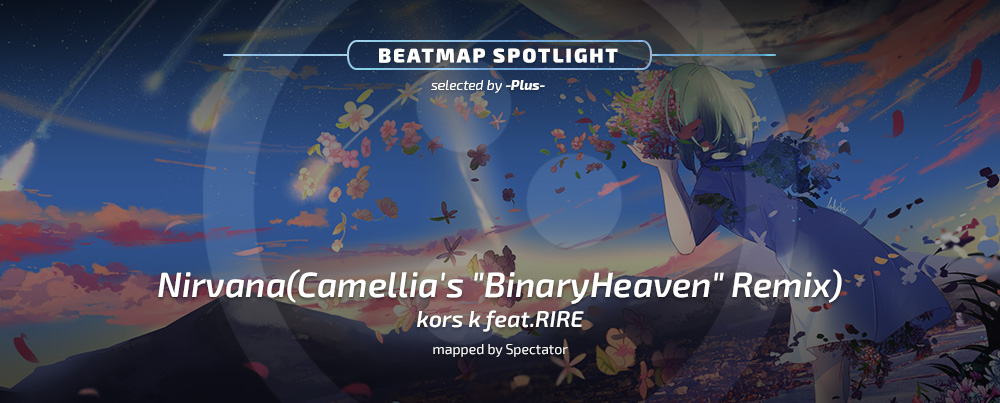 BEATMAP SPOTLIGHT
selected by -Plus-
Nirvana(Camellia's "BinaryHeaven" Remix)
kors k feat.RIRE
mapped by Spectator